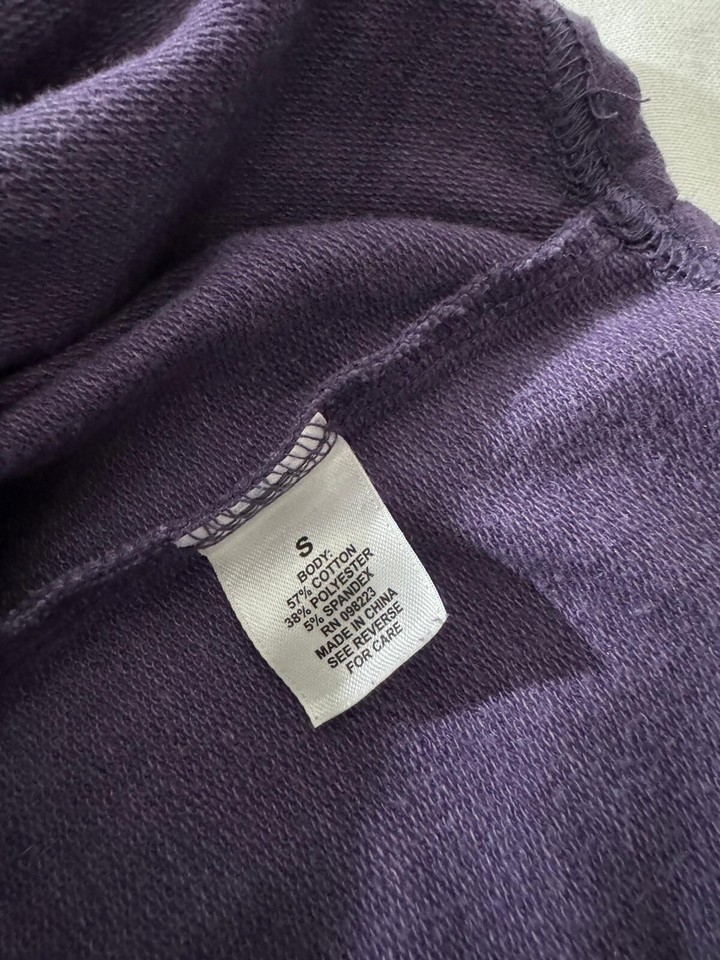 S
BODY:
57% COTTON
38% POLYESTER
5% SPANDEX
RN 098223
MADE IN CHINA
SEE REVERSE
FOR CARE